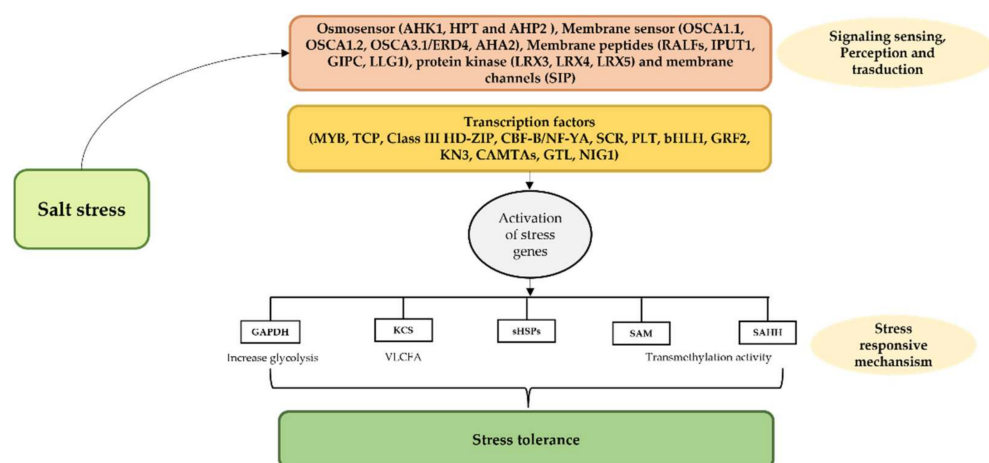 Osmosensor (AHK1, HPT and AHP2 ), Membrane sensor (OSCA1.1,
OSCA1.2, OSCA3.1/ERD4, AHA2), Membrane peptides (RALFs, IPUT1,
GIPC, LLG1), protein kinase (LRX3, LRX4, LRX5) and membrane
channels (SIP)
Signaling sensing,
Perception and
trasduction
Transcription factors
(MYB, TCP, Class III HD-ZIP, CBF-B/NF-YA, SCR, PLT, bHLH, GRF2,
KN3, CAMTAs, GTL, NIG1)
Salt stress
Activation
of stress
genes
GAPDH
KCS
sHSPs
SAM
SAHH
Increase glycolysis
VLCFA
Transmethylation activity
Stress
responsive
mechansism
Stress tolerance